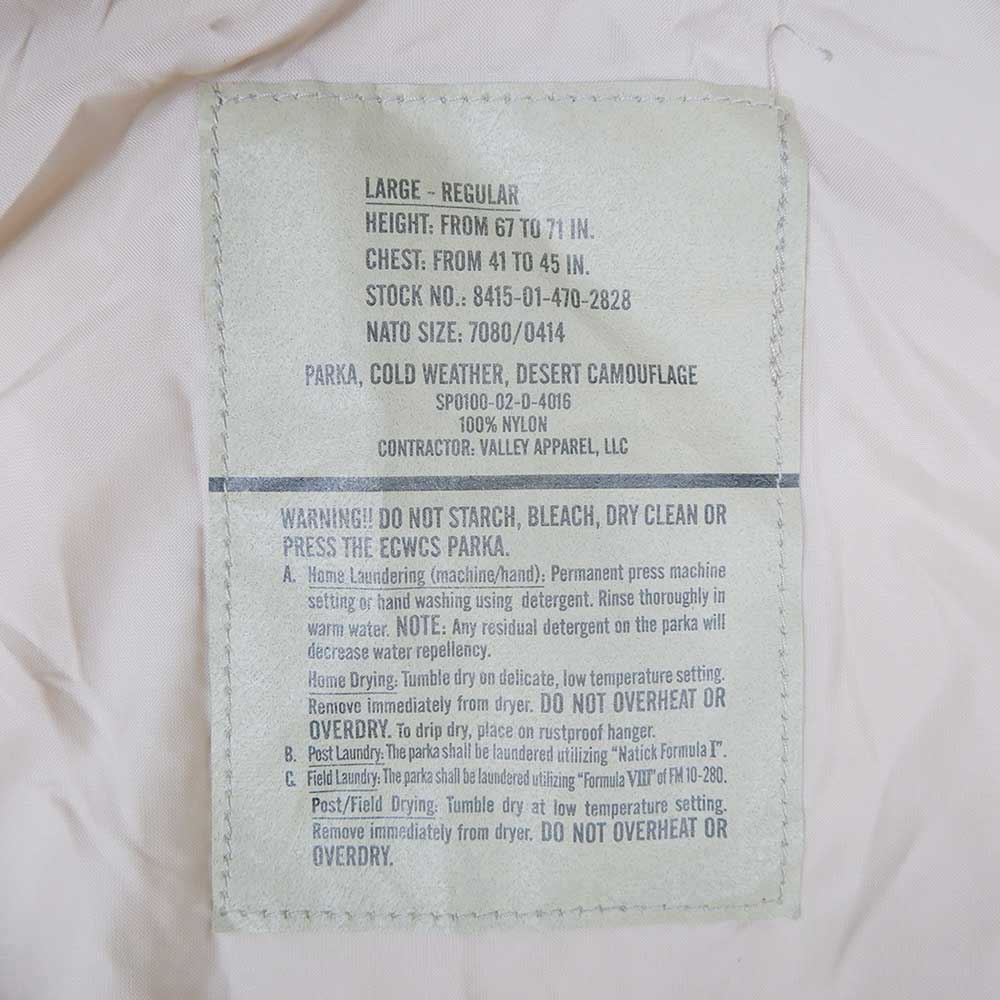 LARGE - REGULAR
HEIGHT: FROM 67 TO 71 IN.
CHEST: FROM 41 TO 45 IN.
STOCK NO.: 8415-01-470-2828
NATO SIZE: 7080/0414
PARKA, COLD WEATHER, DESERT CAMOUFLAGE
SP0100-02-D-4016
100% NYLON
CONTRACTOR: VALLEY APPAREL, LLC
WARNING!! DO NOT STARCH, BLEACH, DRY CLEAN OR
PRESS THE ECWCS PARKA.
A. Home Laundering (machine/hand): Permanent press machine
setting or hand washing using detergent. Rinse thoroughly in
warm water. NOTE: Any residual detergent on the parka will
decrease water repellency.
Home Drying: Tumble dry on delicate, low temperature setting.
Remove immediately from dryer. DO NOT OVERHEAT OR
OVERDRY. To drip dry, place on rustproof hanger.
B. Post Laundry: The parka shall be laundered utilizing "Natick Formula I".
C. Field Laundry: The parka shall be laundered utilizing "Formula VIII" of FM 10-280.
Post/Field Drying: Tumble dry at low temperature setting.
Remove immediately from dryer. DO NOT OVERHEAT OR
OVERDRY.